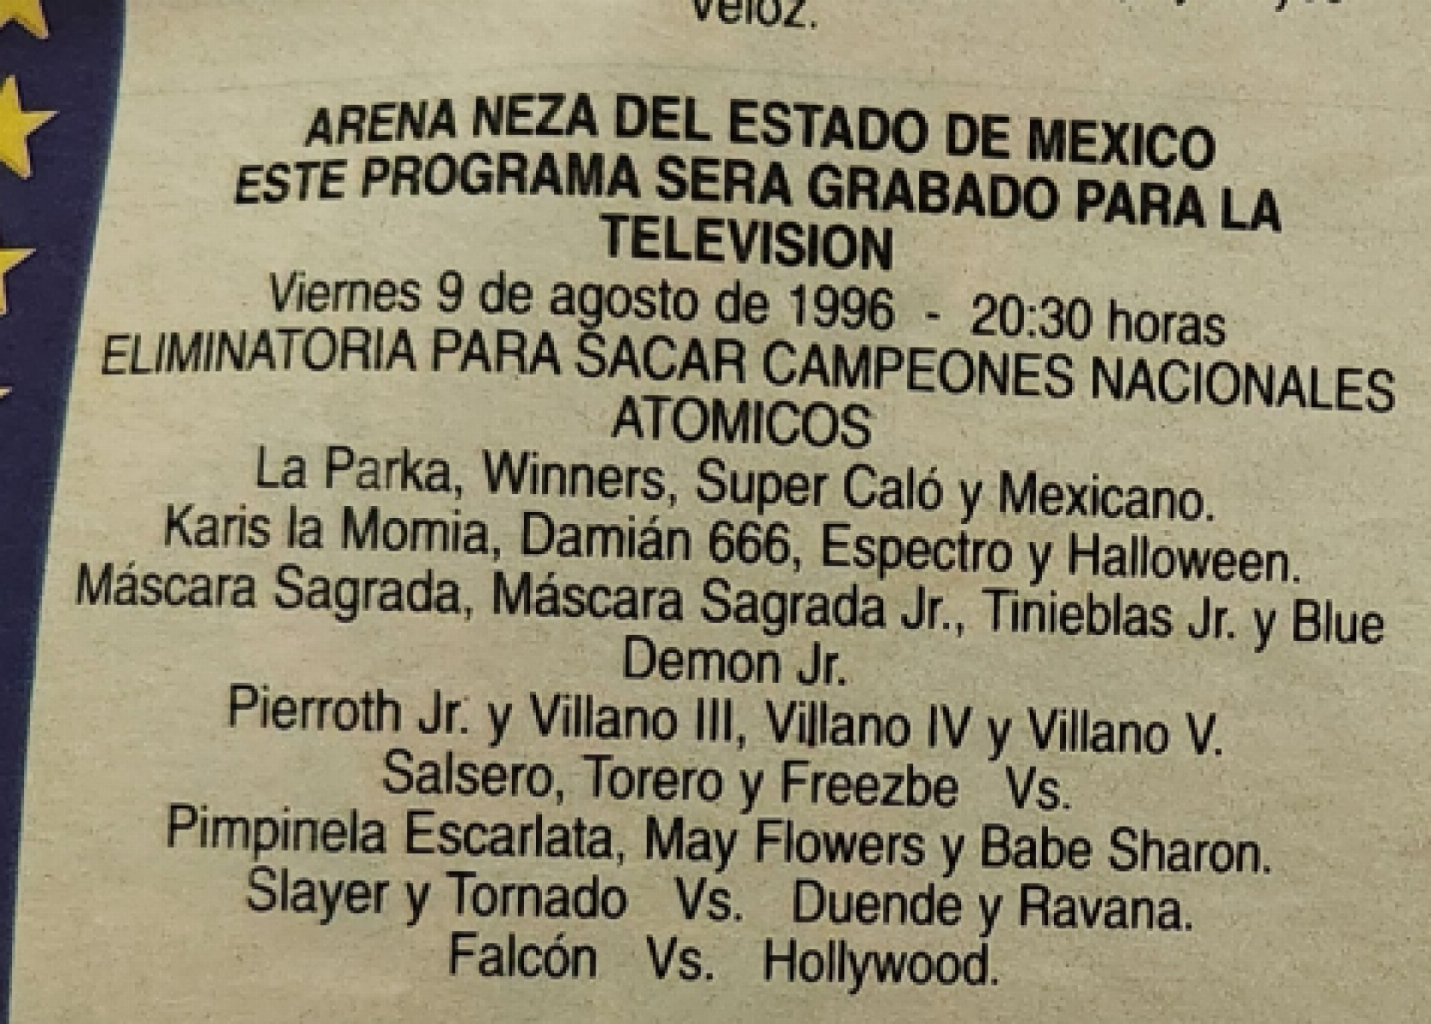 Veloz.
ARENA NEZA DEL ESTADO DE MEXICO
ESTE PROGRAMA SERA GRABADO PARA LA
TELEVISION
Viernes 9 de agosto de 1996 - 20:30 horas
ELIMINATORIA PARA SACAR CAMPEONES NACIONALES
ATOMICOS
La Parka, Winners, Super Caló y Mexicano.
Karis la Momia, Damián 666, Espectro y Halloween.
Máscara Sagrada, Máscara Sagrada Jr., Tinieblas Jr. y Blue
Demon Jr.
Pierroth Jr. y Villano III, Villano IV y Villano V.
Salsero, Torero y Freezbe Vs.
Pimpinela Escarlata, May Flowers y Babe Sharon.
Slayer y Tornado Vs. Duende y Ravana.
Falcón Vs. Hollywood.